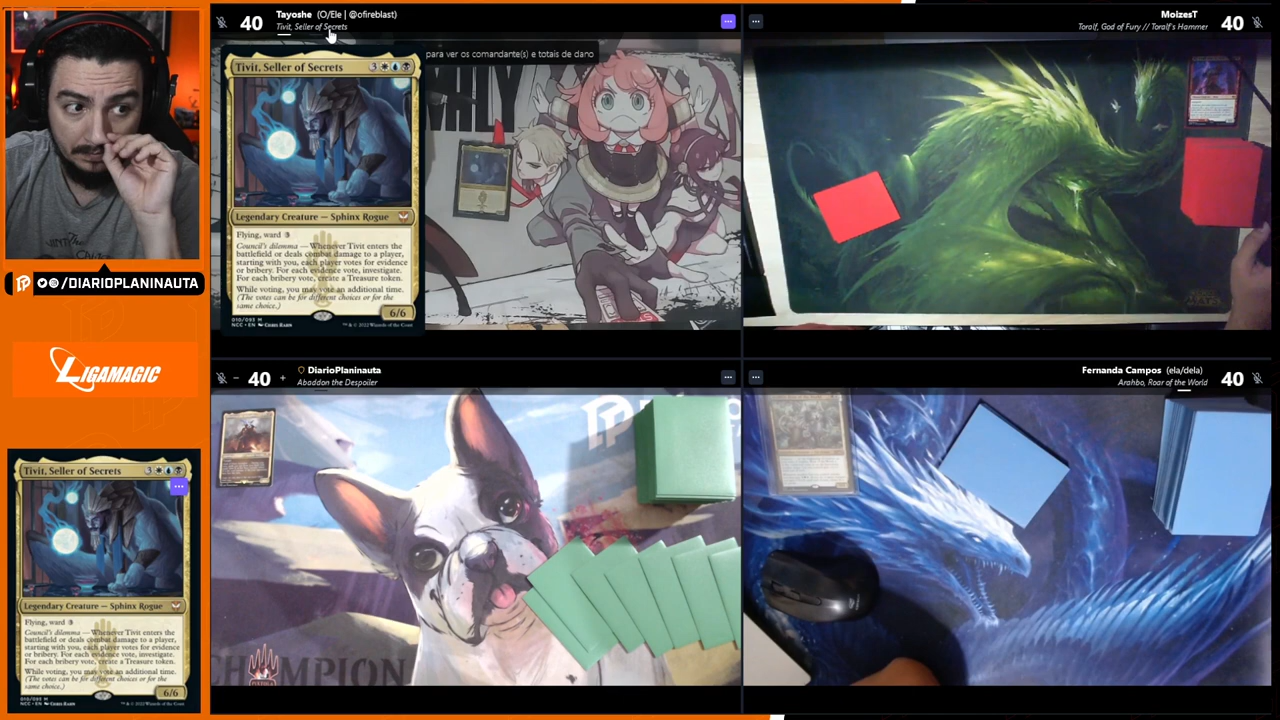 40
Tayoshe (O/Ele | @ofireblast)
Tivit, Seller of Secrets
para ver os comandante(s) e totais de dano
Tivit, Seller of Secrets 3
Legendary Creature — Sphinx Rogue
Flying, ward 3
Council's dilemma — Whenever Tivit enters the
battlefield or deals combat damage to a player,
starting with you, each player votes for evidence
or bribery. For each evidence vote, investigate.
For each bribery vote, create a Treasure token.
While voting, you may vote an additional time.
(The votes can be for different choices or for the
same choice.)
6/6
MoizesT
Toralf, God of Fury // Toralf's Hammer
40
/DIARIOPLANINAUTA
LIGAMAGIC
40
DiarioPlaninauta
Abaddon the Despoiler
CHAMPION
Fernanda Campos (ela/dela)
Arahbo, Roar of the World
40
Tivit, Seller of Secrets 3
Legendary Creature — Sphinx Rogue
Flying, ward 3
Council's dilemma — Whenever Tivit enters the
battlefield or deals combat damage to a player,
starting with you, each player votes for evidence
or bribery. For each evidence vote, investigate.
For each bribery vote, create a Treasure token.
While voting, you may vote an additional time.
(The votes can be for different choices or for the
same choice.)
6/6